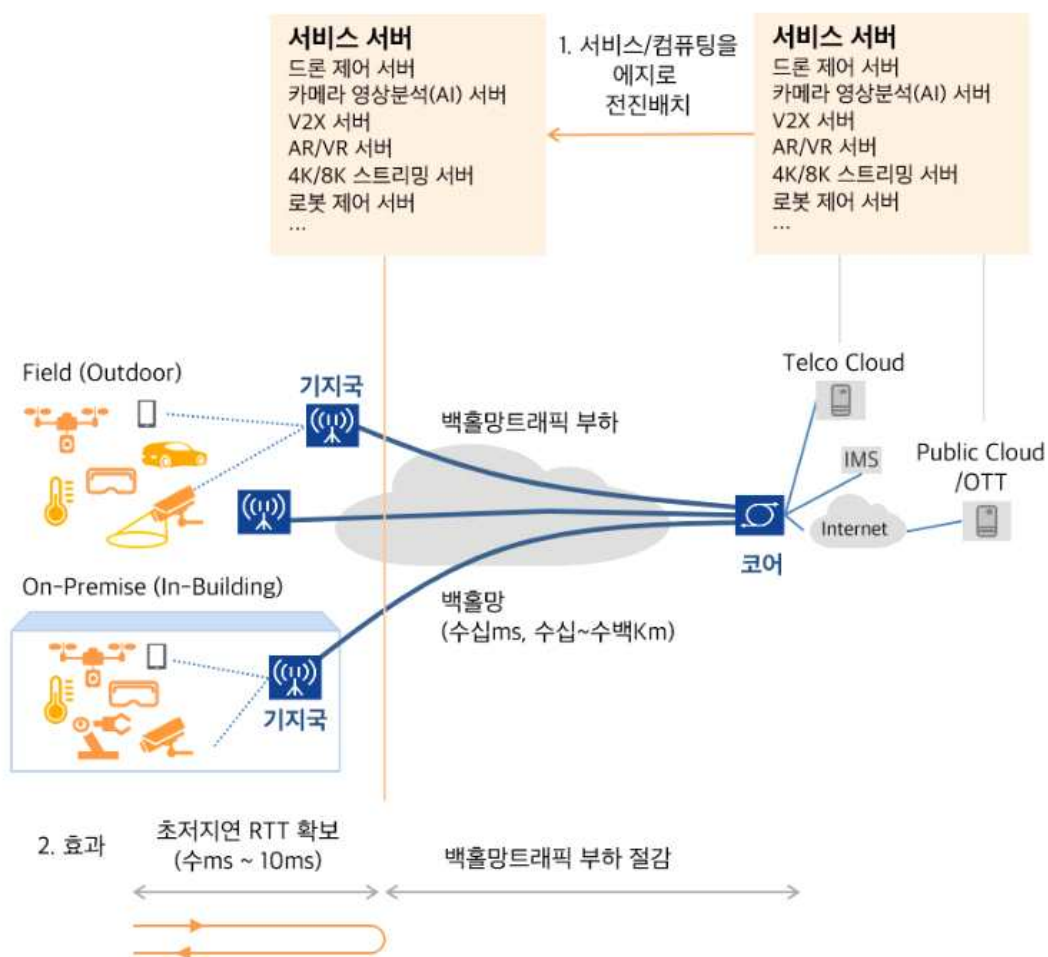 서비스 서버
드론 제어 서버
카메라 영상분석(AI) 서버
V2X 서버
AR/VR 서버
4K/8K 스트리밍 서버
로봇 제어 서버
...
1. 서비스/컴퓨팅을
에지로
전진배치
서비스 서버
드론 제어 서버
카메라 영상분석(AI) 서버
V2X 서버
AR/VR 서버
4K/8K 스트리밍 서버
로봇 제어 서버
...
Field (Outdoor)
기지국
백홀망트래픽 부하
Telco Cloud
IMS
Public Cloud
/OTT
Internet
코어
On-Premise (In-Building)
기지국
백홀망
(수십ms, 수십~수백Km)
2. 효과
초저지연 RTT 확보
(수ms ~ 10ms)
백홀망트래픽 부하 절감